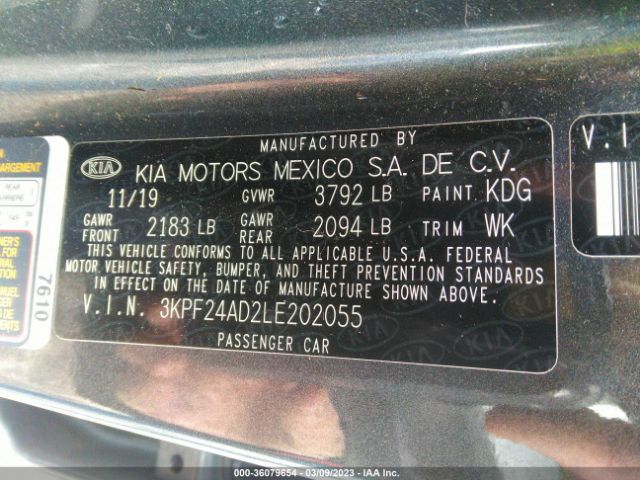 MANUFACTURED BY
KIA KIA MOTORS MEXICO S.A. DE C.V.
11/19 GVWR 3792 LB PAINT KDG
GAWR FRONT 2183 LB GAWR REAR 2094 LB TRIM WK
THIS VEHICLE CONFORMS TO ALL APPLICABLE U.S.A. FEDERAL
MOTOR VEHICLE SAFETY, BUMPER, AND THEFT PREVENTION STANDARDS
IN EFFECT ON THE DATE OF MANUFACTURE SHOWN ABOVE.
V.I.N. 3KPF24AD2LE202055
PASSENGER CAR
7610
V.I
000-36079654 - 03/09/2023 - IAA Inc.